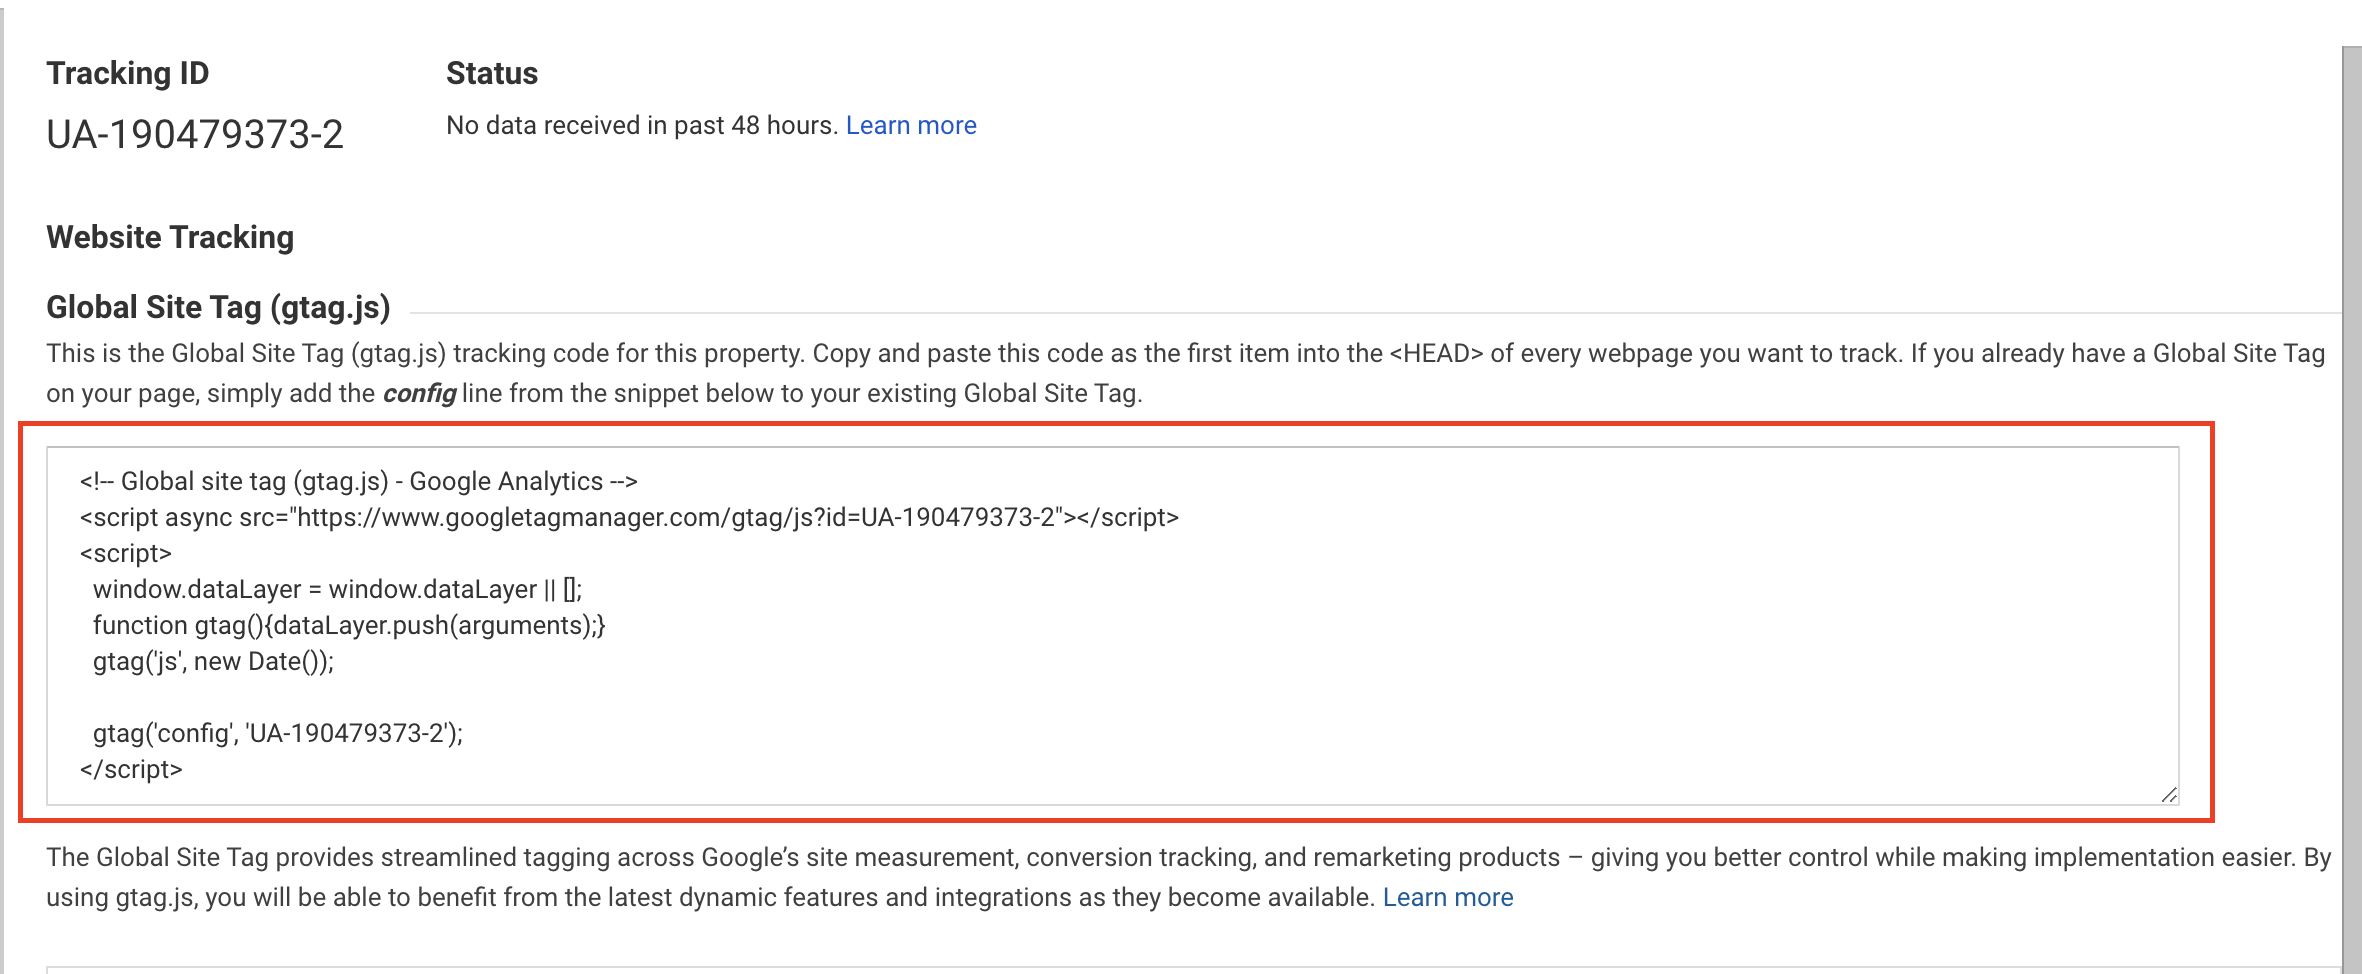 Tracking ID
Status
UA-190479373-2
No data received in past 48 hours. Learn more
Website Tracking
Global Site Tag (gtag.js)
This is the Global Site Tag (gtag.js) tracking code for this property. Copy and paste this code as the first item into the <HEAD> of every webpage you want to track. If you already have a Global Site Tag
on your page, simply add the config line from the snippet below to your existing Global Site Tag.
<!-- Global site tag (gtag.js) - Google Analytics -->
<script async src="https://www.googletagmanager.com/gtag/js?id=UA-190479373-2"></script>
<script>
window.dataLayer = window.dataLayer || [];
function gtag(){dataLayer.push(arguments);}
gtag('js', new Date());
gtag('config', 'UA-190479373-2');
</script>
The Global Site Tag provides streamlined tagging across Google’s site measurement, conversion tracking, and remarketing products – giving you better control while making implementation easier. By
using gtag.js, you will be able to benefit from the latest dynamic features and integrations as they become available. Learn more